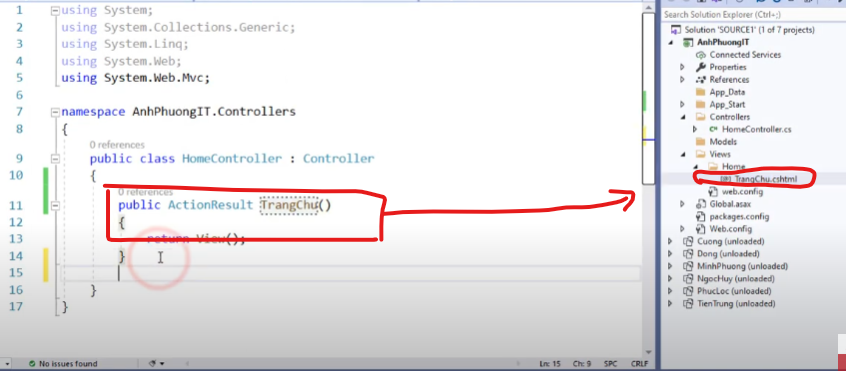 1 using System;
2 using System.Collections.Generic;
3 using System.Linq;
4 using System.Web;
5 using System.Web.Mvc;
6
7 namespace AnhPhuongIT.Controllers
8 {
0 references
9 public class HomeController : Controller
10 {
0 references
11 public ActionResult TrangChu()
12 {
13 return View();
14 }
15
16 }
17 }
No issues found
Ln: 15 Ch: 9 SPC CRLF
Search Solution Explorer (Ctrl+;)
Solution 'SOURCE1' (1 of 7 projects)
AnhPhuongIT
Connected Services
Properties
References
App_Data
App_Start
Controllers
C# HomeController.cs
Models
Views
Home
TrangChu.cshtml
web.config
Global.asax
packages.config
Web.config
Cuong (unloaded)
Dong (unloaded)
MinhPhuong (unloaded)
NgocHuy (unloaded)
PhucLoc (unloaded)
TienTrung (unloaded)